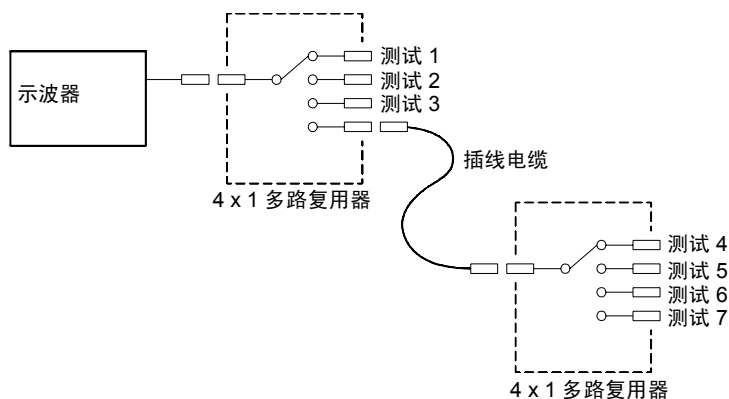 示波器
测试 1
测试 2
测试 3
插线电缆
4 x 1 多路复用器
测试 4
测试 5
测试 6
测试 7
4 x 1 多路复用器